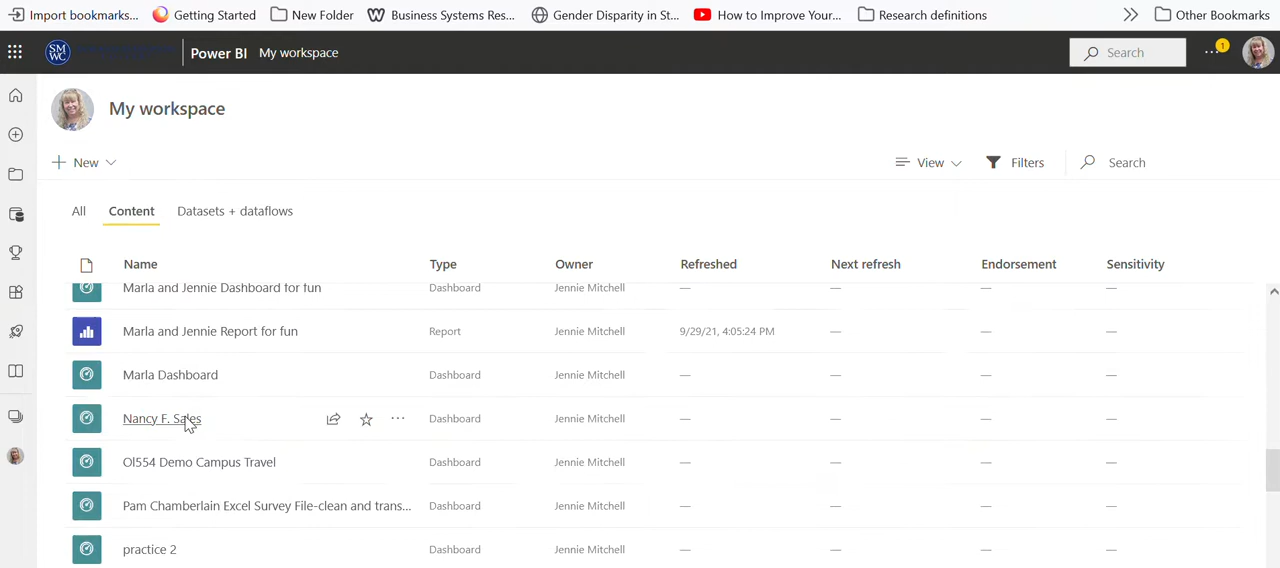 Import bookmarks... Getting Started New Folder Business Systems Res... Gender Disparity in St... How to Improve Your... Research definitions Other Bookmarks
SM WC Power BI My workspace Search 1
My workspace
New View Filters Search
All Content Datasets + dataflows
Name Type Owner Refreshed Next refresh Endorsement Sensitivity
Marla and Jennie Dashboard for fun Dashboard Jennie Mitchell — — — —
Marla and Jennie Report for fun Report Jennie Mitchell 9/29/21, 4:05:24 PM — — —
Marla Dashboard Dashboard Jennie Mitchell — — — —
Nancy F. Sales Dashboard Jennie Mitchell — — — —
Ol554 Demo Campus Travel Dashboard Jennie Mitchell — — — —
Pam Chamberlain Excel Survey File-clean and trans... Dashboard Jennie Mitchell — — — —
practice 2 Dashboard Jennie Mitchell — — — —